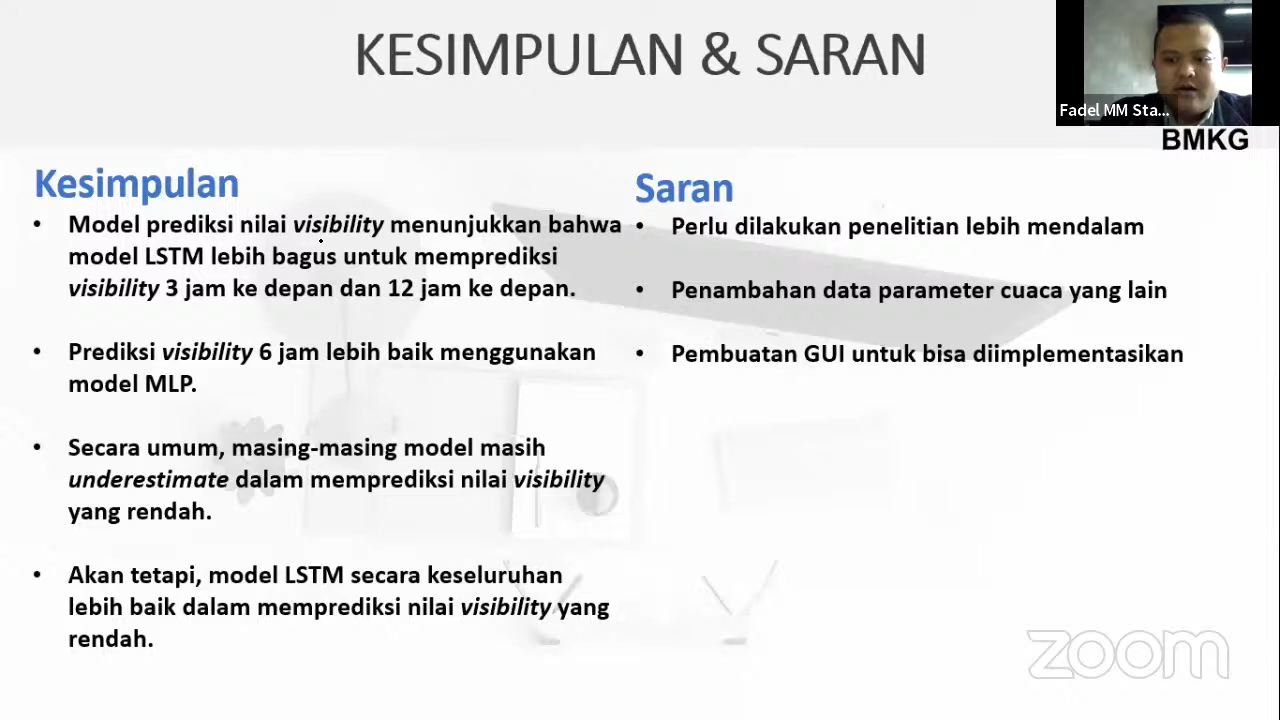 KESIMPULAN & SARAN
Fadel MM Sta...
BMKG
Kesimpulan
• Model prediksi nilai visibility menunjukkan bahwa
model LSTM lebih bagus untuk memprediksi
visibility 3 jam ke depan dan 12 jam ke depan.
• Prediksi visibility 6 jam lebih baik menggunakan
model MLP.
• Secara umum, masing-masing model masih
underestimate dalam memprediksi nilai visibility
yang rendah.
• Akan tetapi, model LSTM secara keseluruhan
lebih baik dalam memprediksi nilai visibility yang
rendah.
Saran
• Perlu dilakukan penelitian lebih mendalam
• Penambahan data parameter cuaca yang lain
• Pembuatan GUI untuk bisa diimplementasikan
zoom